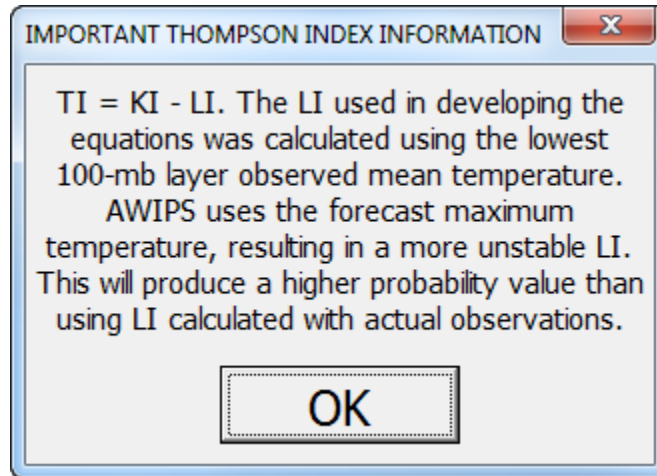 IMPORTANT THOMPSON INDEX INFORMATION
TI = KI - LI. The LI used in developing the
equations was calculated using the lowest
100-mb layer observed mean temperature.
AWIPS uses the forecast maximum
temperature, resulting in a more unstable LI.
This will produce a higher probability value than
using LI calculated with actual observations.
OK